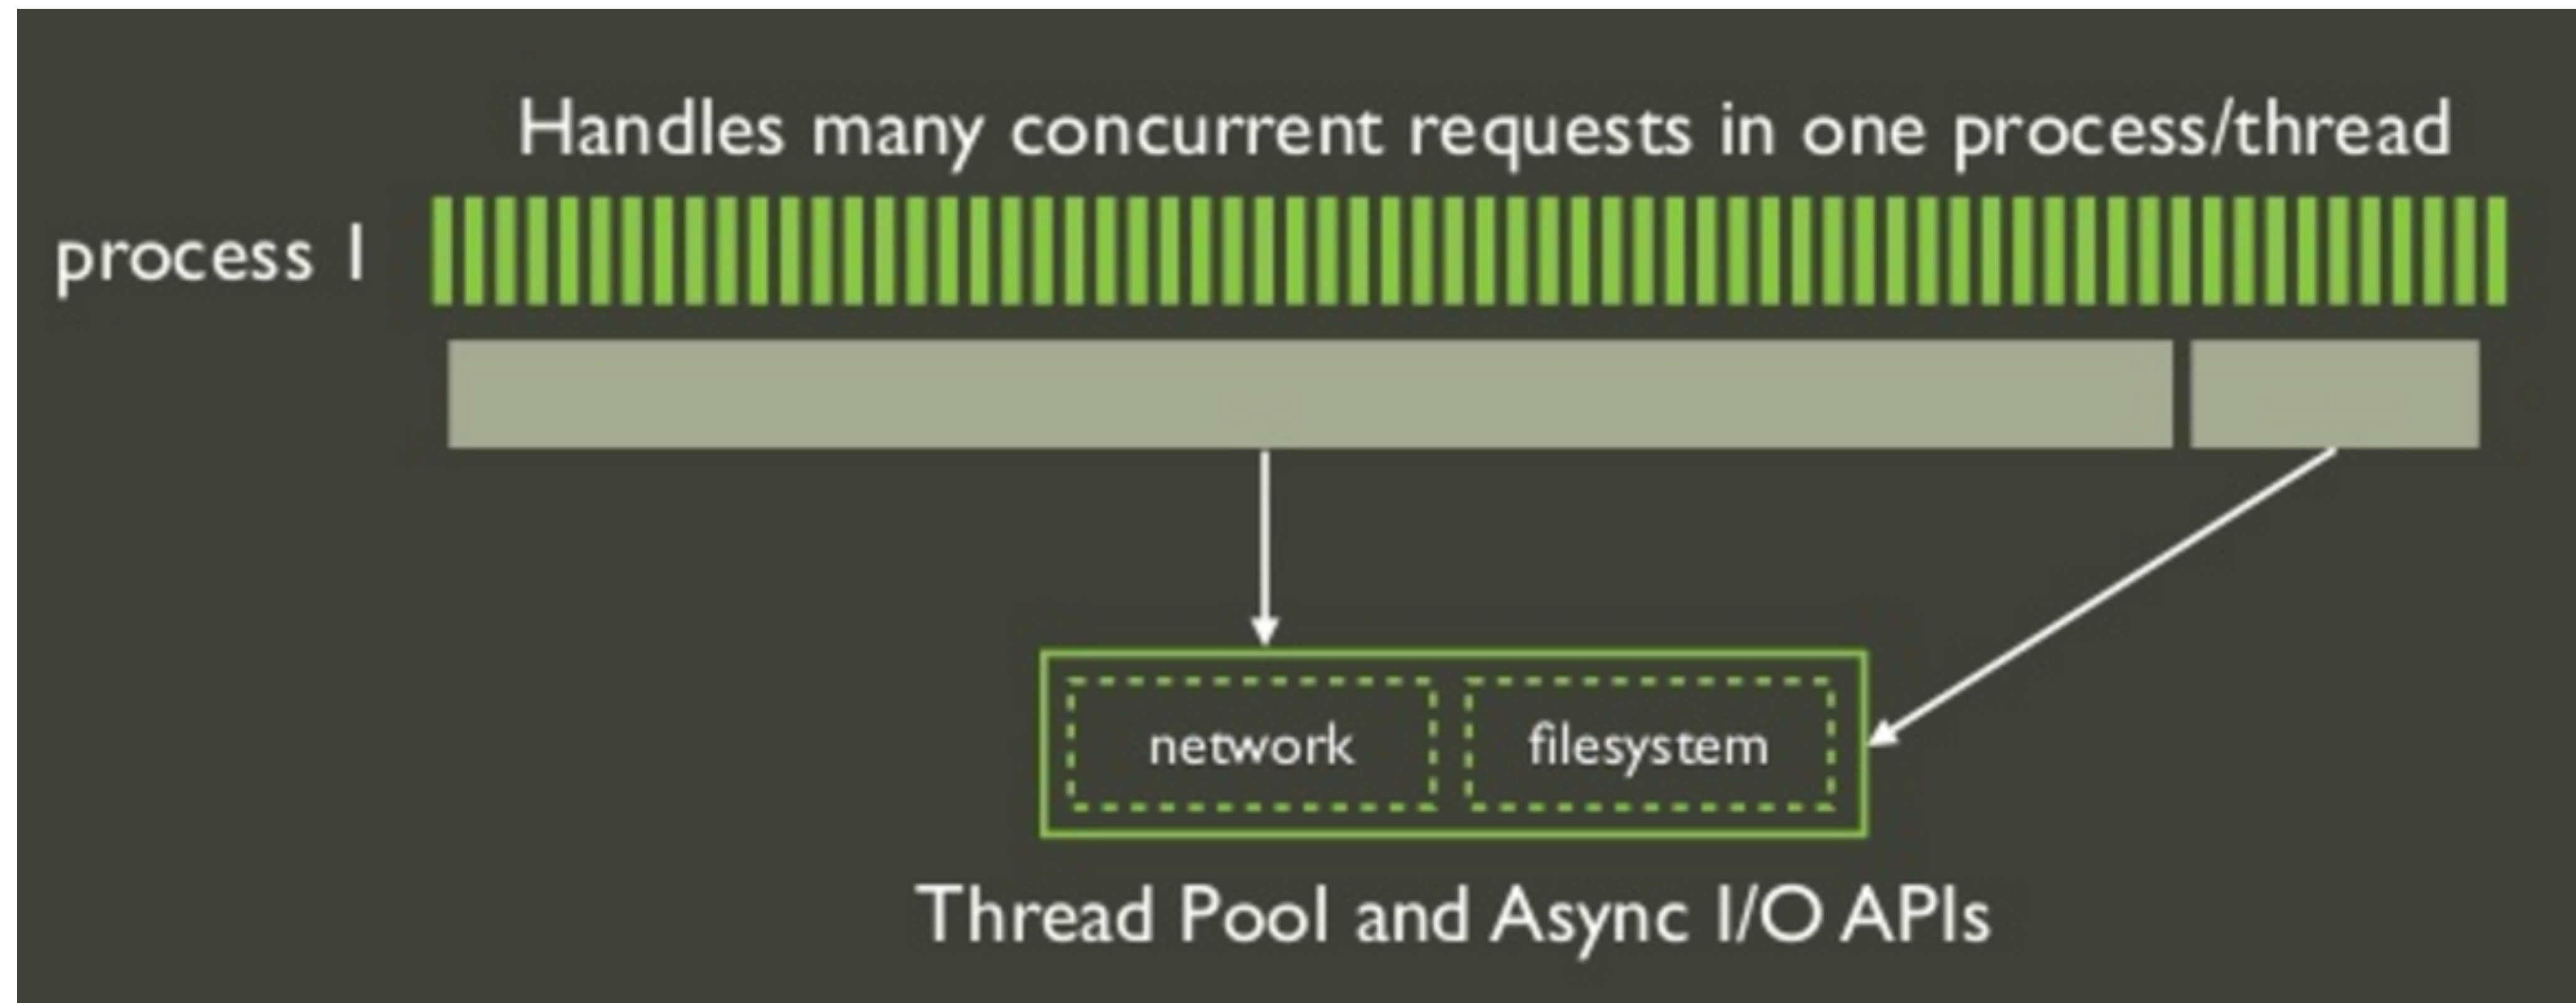 Handles many concurrent requests in one process/thread
process 1
network
filesystem
Thread Pool and Async I/O APIs